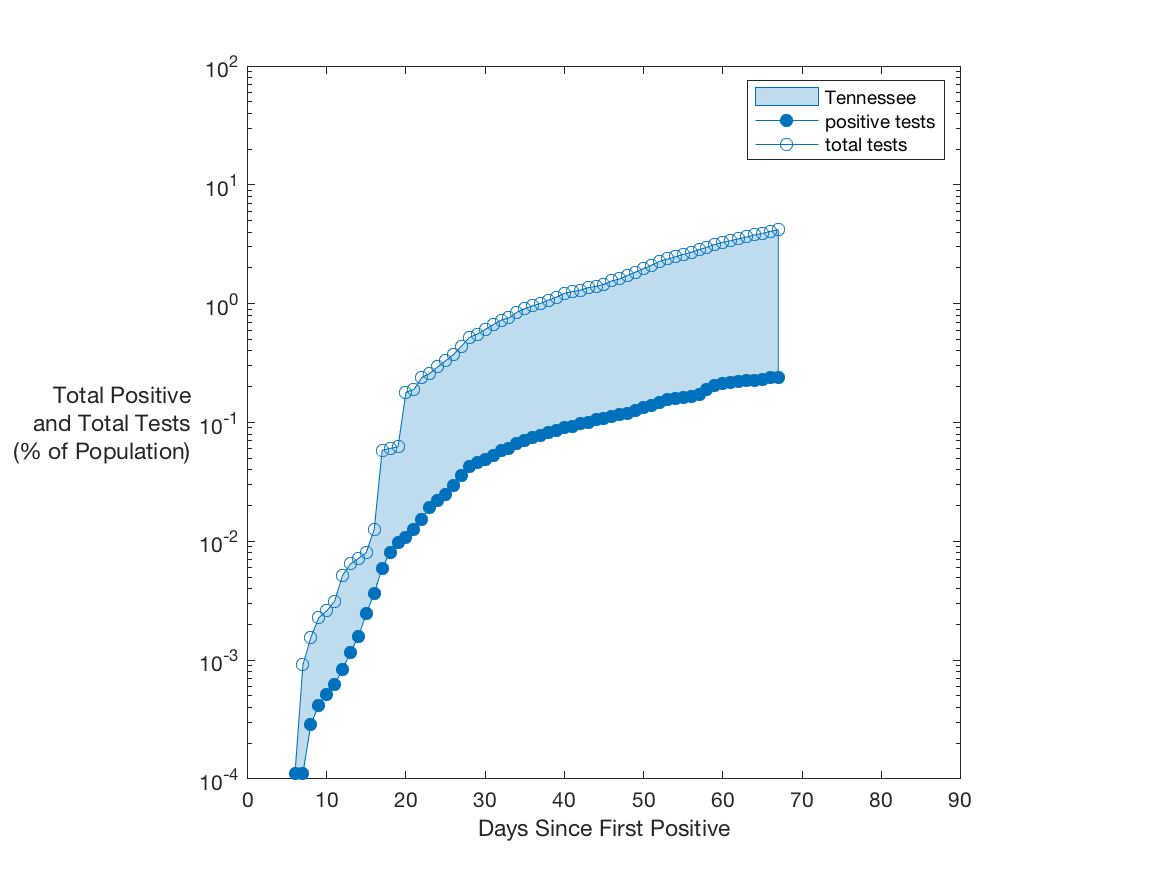 10^2
10^1
10^0
10^-1
10^-2
10^-3
10^-4
Total Positive
and Total Tests
(% of Population)
Tennessee
positive tests
total tests
0 10 20 30 40 50 60 70 80 90
Days Since First Positive